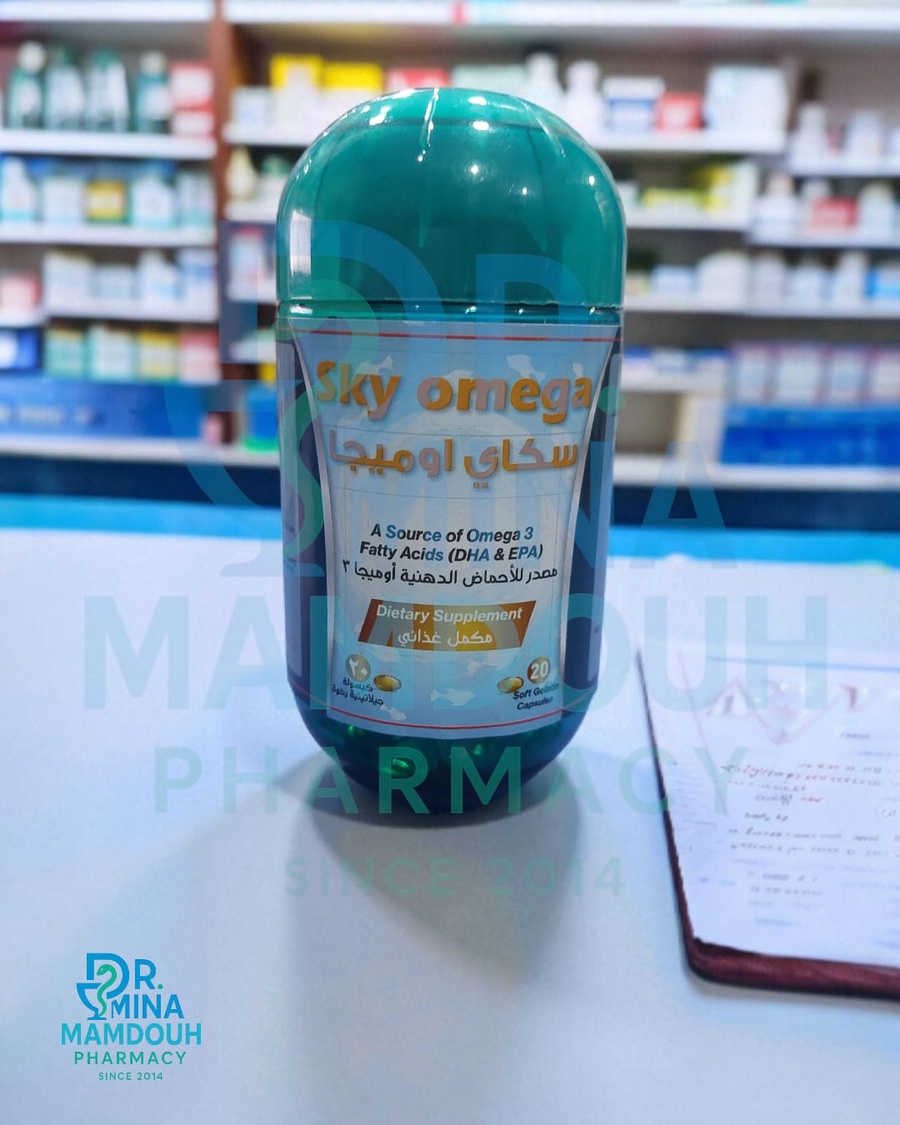 Sky omega
سكاي اوميجا
A Source of Omega 3
Fatty Acids (DHA & EPA)
مصدر للأحماض الدهنية أوميجا ٣
Dietary Supplement
مكمل غذائي
٢٠
كبسولة
جيلاتينية رخوة
20
Soft Gelatin
Capsules
DR.
MINA
MAMDOUH
PHARMACY
SINCE 2014
DR.
MINA
MAMDOUH
PHARMACY
SINCE 2014